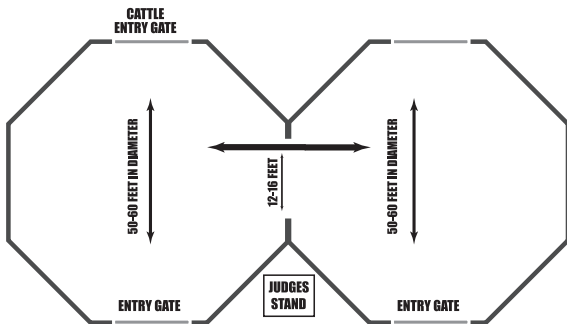 CATTLE
ENTRY GATE
50-60 FEET IN DIAMETER
12-16 FEET
50-60 FEET IN DIAMETER
ENTRY GATE
JUDGES
STAND
ENTRY GATE